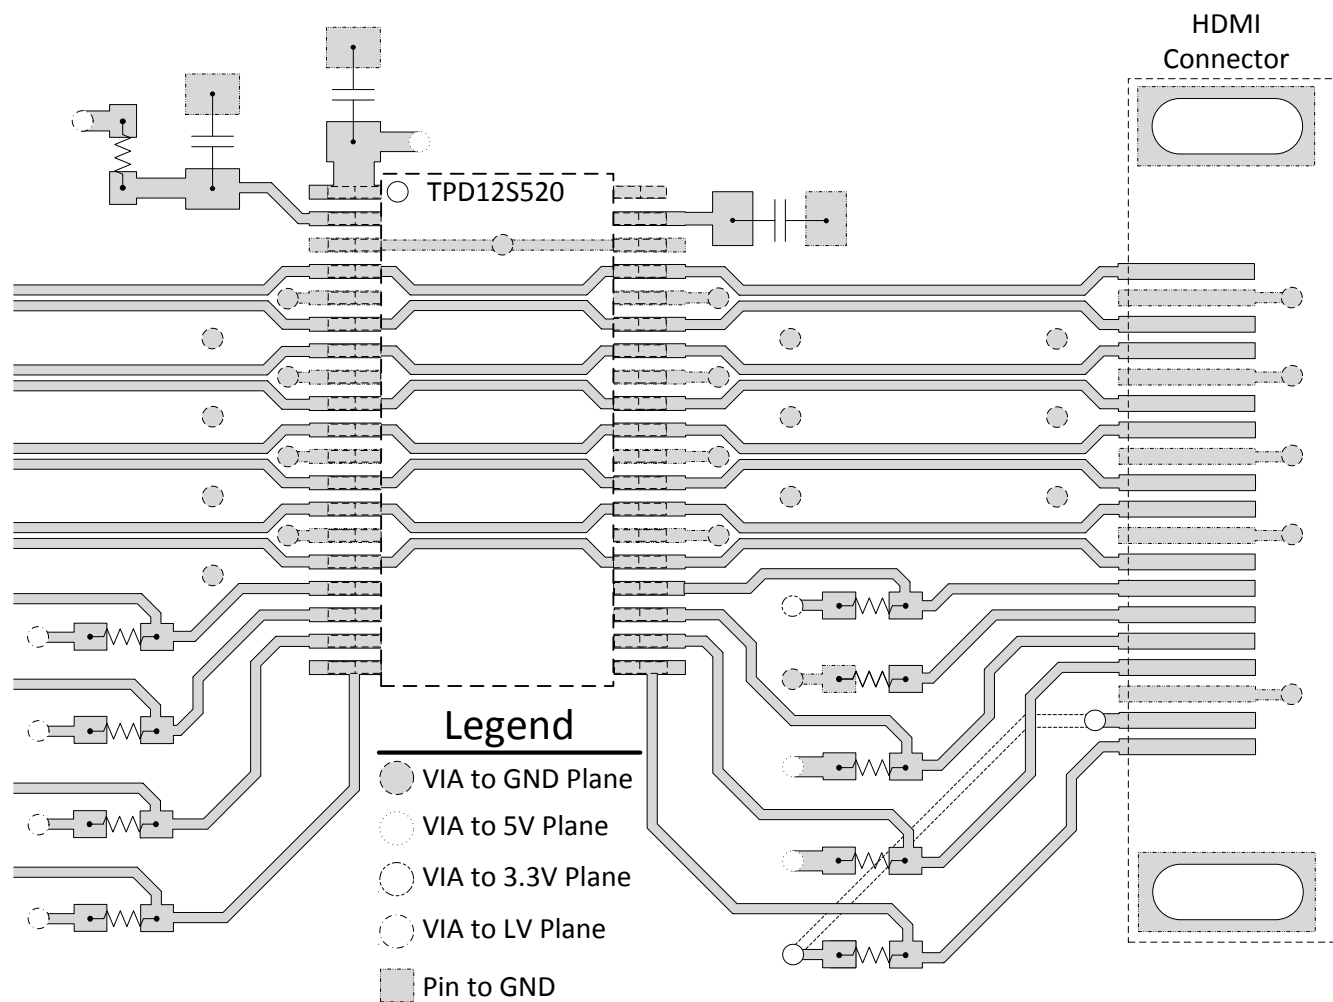 HDMI
Connector
TPD12S520
Legend
VIA to GND Plane
VIA to 5V Plane
VIA to 3.3V Plane
VIA to LV Plane
Pin to GND